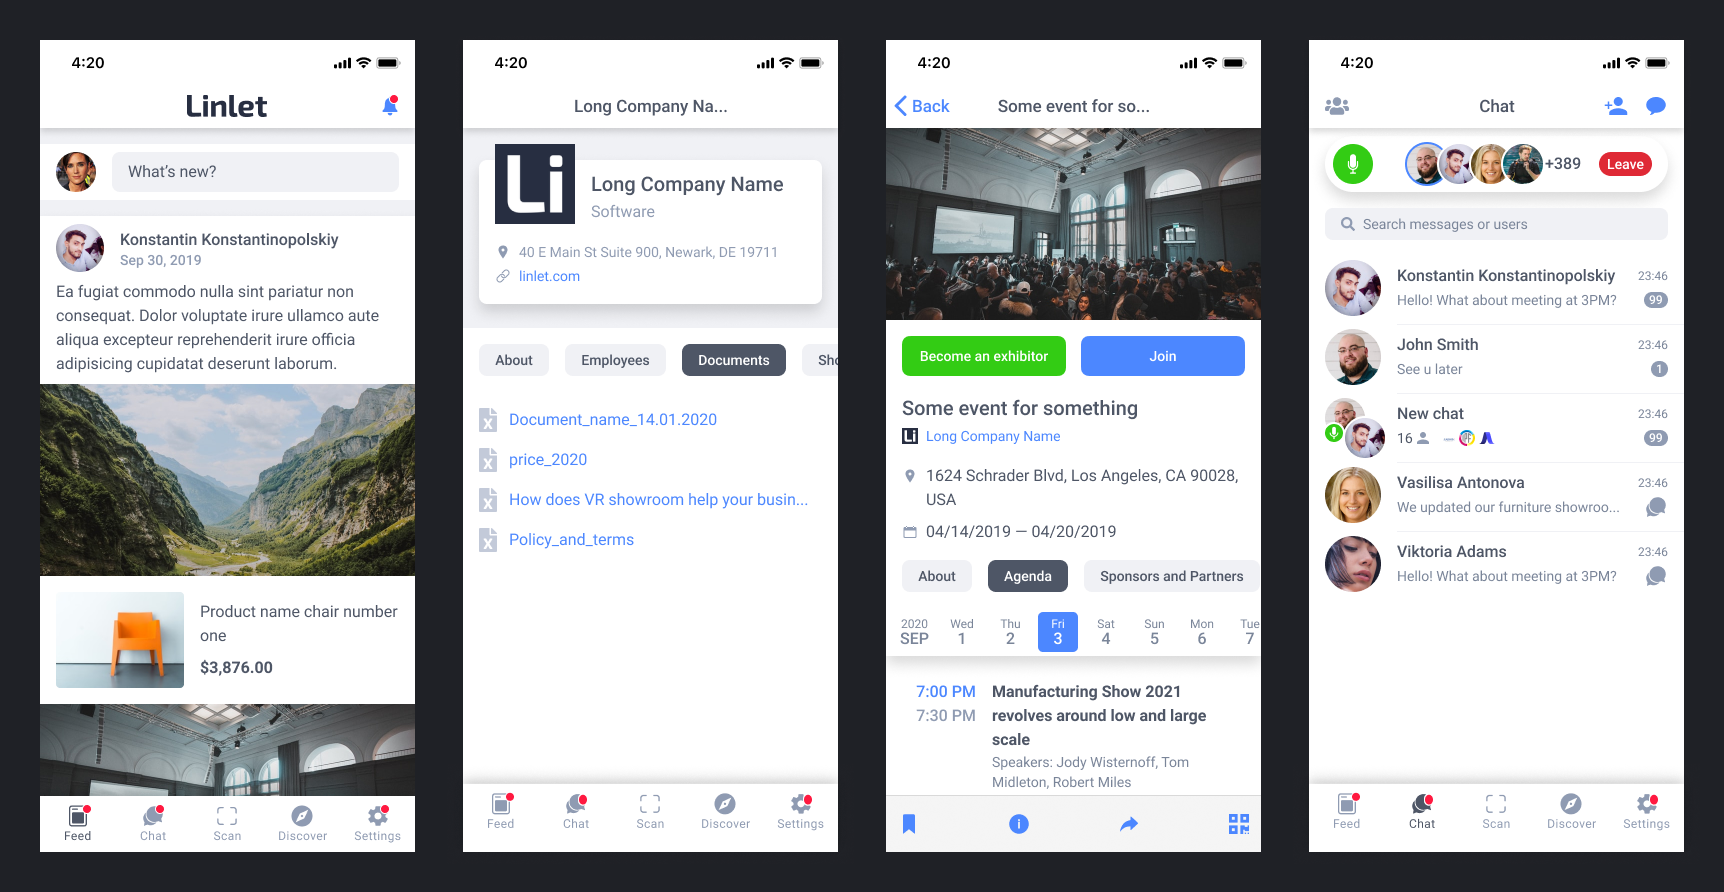 4:20
Linlet
What's new?
Konstantin Konstantinopolskiy
Sep 30, 2019
Ea fugiat commodo nulla sint pariatur non
consequat. Dolor voluptate irure ullamco aute
aliqua excepteur reprehenderit irure officia
adipisicing cupidatat deserunt laborum.
Product name chair number
one
$3,876.00
Feed
Chat
Scan
Discover
Settings
4:20
Long Company Na...
Li
Long Company Name
Software
40 E Main St Suite 900, Newark, DE 19711
linlet.com
About
Employees
Documents
Sho
X
Document_name_14.01.2020
X
price_2020
X
How does VR showroom help your busin...
X
Policy_and_terms
Feed
Chat
Scan
Discover
Settings
4:20
Back
Some event for so...
Become an exhibitor
Join
Some event for something
Li
Long Company Name
1624 Schrader Blvd, Los Angeles, CA 90028,
USA
04/14/2019 — 04/20/2019
About
Agenda
Sponsors and Partners
2020 Wed Thu Fri Sat Sun Mon Tue
SEP 1 2 3 4 5 6 7
7:00 PM
7:30 PM
Manufacturing Show 2021
revolves around low and large
scale
Speakers: Jody Wisternoff, Tom
Midleton, Robert Miles
4:20
Chat
+389
Leave
Search messages or users
Konstantin Konstantinopolskiy
23:46
Hello! What about meeting at 3PM?
99
John Smith
23:46
See u later
1
New chat
23:46
16
99
Vasilisa Antonova
23:46
We updated our furniture showroo...
Viktoria Adams
23:46
Hello! What about meeting at 3PM?
Feed
Chat
Scan
Discover
Settings